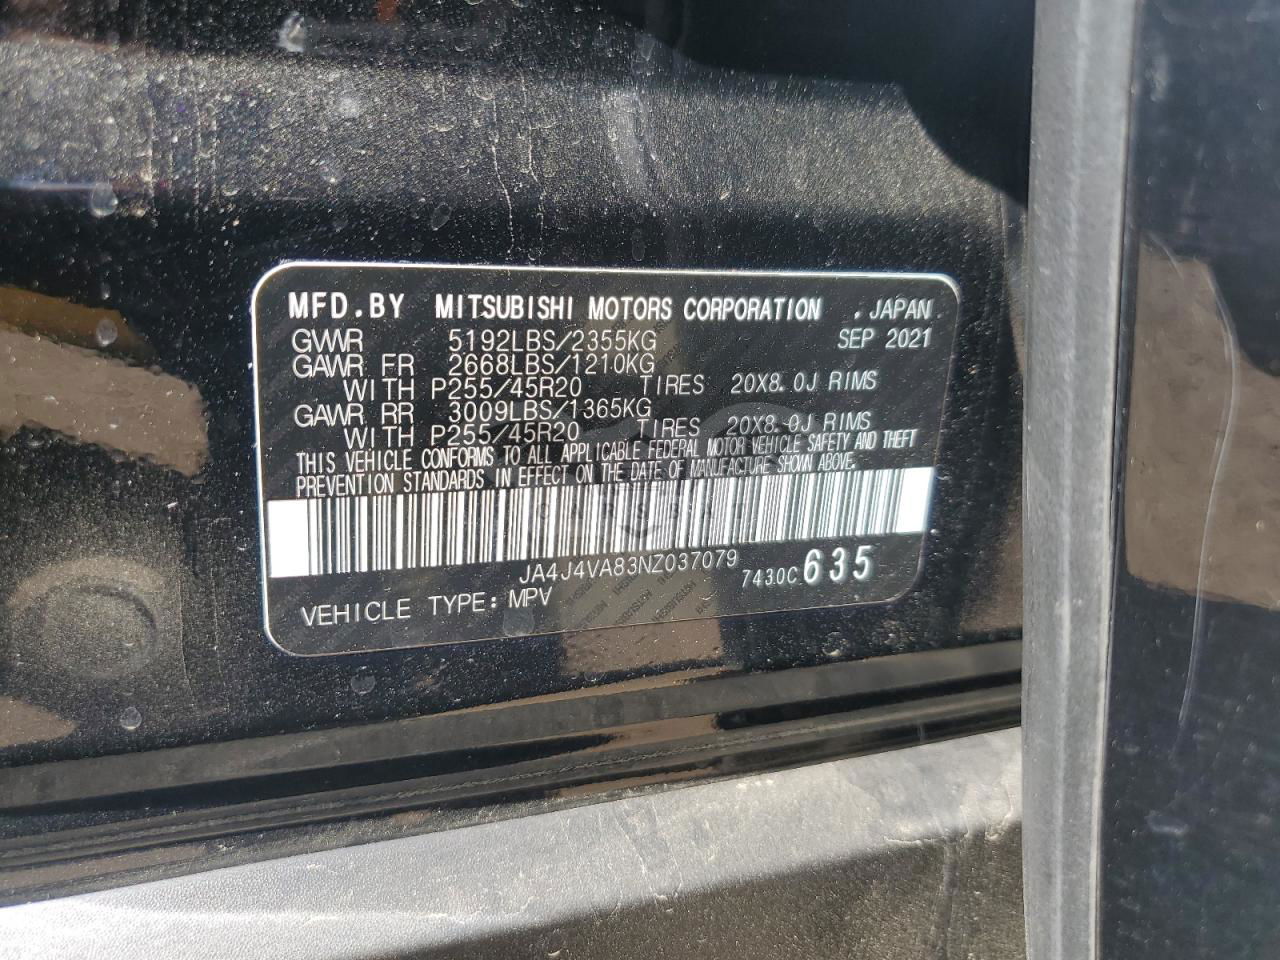 MFD.BY MITSUBISHI MOTORS CORPORATION .JAPAN.
GVWR 5192LBS/2355KG SEP 2021
GAWR FR 2668LBS/1210KG
WITH P255/45R20 TIRES 20X8.0J RIMS
GAWR RR 3009LBS/1365KG
WITH P255/45R20 TIRES 20X8.0J RIMS
THIS VEHICLE CONFORMS TO ALL APPLICABLE FEDERAL MOTOR VEHICLE SAFETY AND THEFT
PREVENTION STANDARDS IN EFFECT ON THE DATE OF MANUFACTURE SHOWN ABOVE.
JA4J4VA83NZ037079 7430C 635
VEHICLE TYPE: MPV